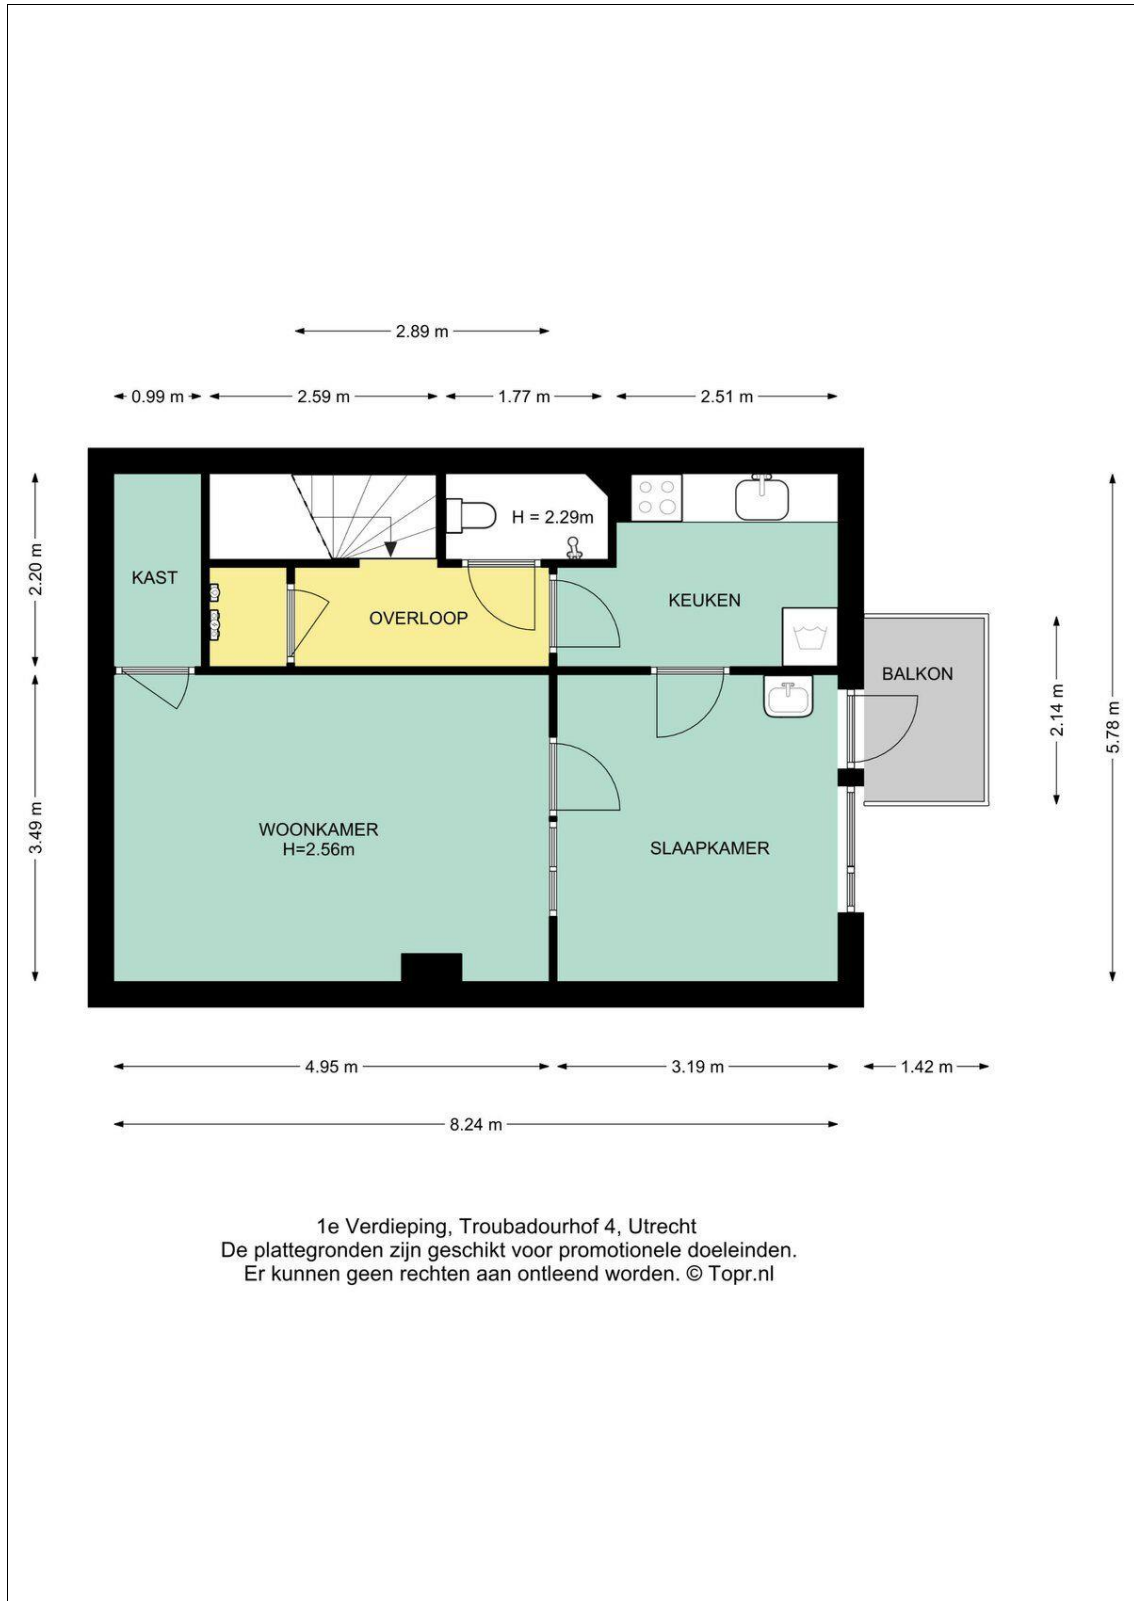 2.89 m
0.99 m
2.59 m
1.77 m
2.51 m
H = 2.29m
2.20 m
KAST
KEUKEN
OVERLOOP
BALKON
2.14 m
5.78 m
3.49 m
WOONKAMER
H=2.56m
SLAAPKAMER
4.95 m
3.19 m
1.42 m
8.24 m
1e Verdieping, Troubadourhof 4, Utrecht
De plattegronden zijn geschikt voor promotionele doeleinden.
Er kunnen geen rechten aan ontleend worden. © Topr.nl